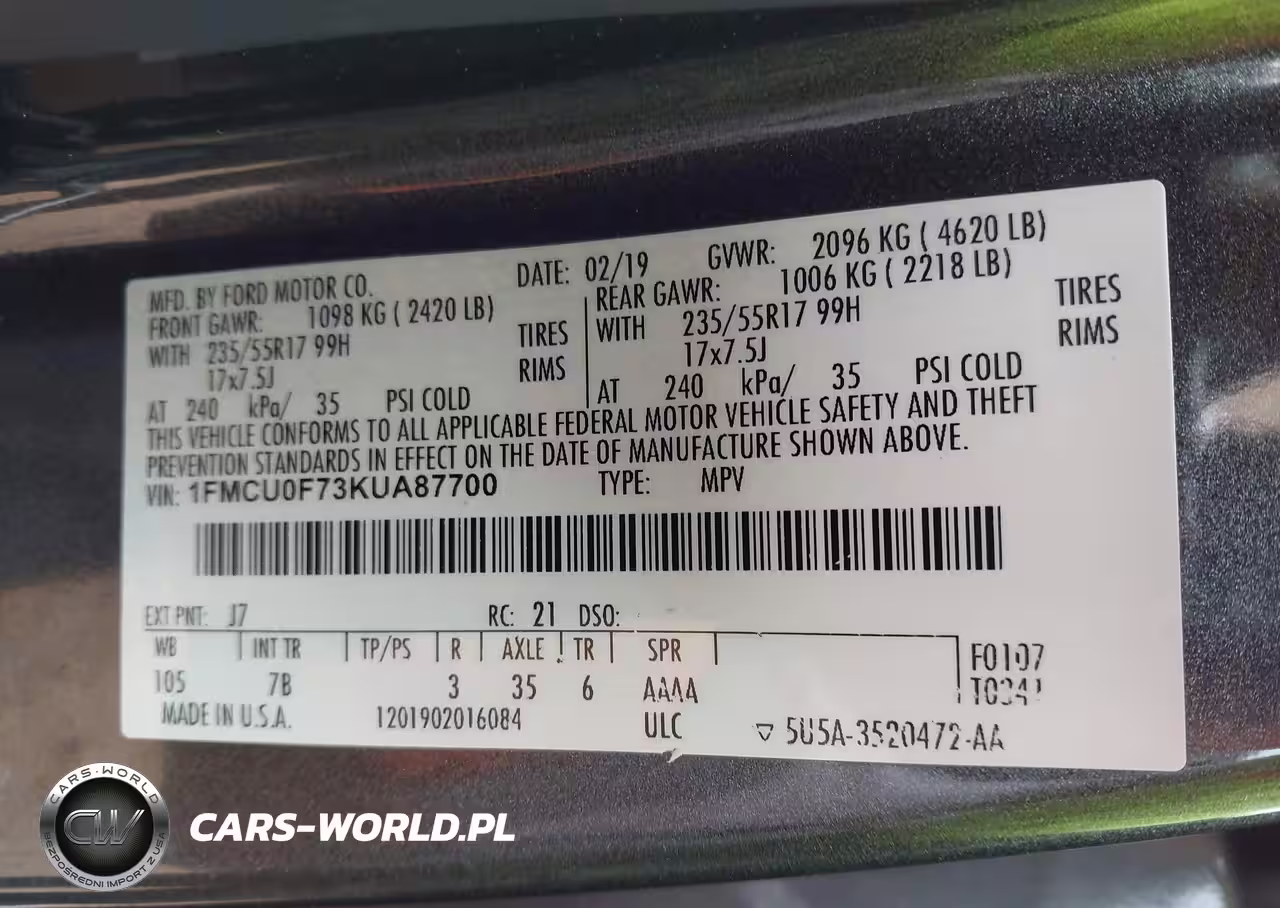 MFD. BY FORD MOTOR CO. DATE: 02/19 GVWR: 2096 KG ( 4620 LB)
FRONT GAWR: 1098 KG ( 2420 LB) REAR GAWR: 1006 KG ( 2218 LB)
WITH 235/55R17 99H TIRES WITH 235/55R17 99H TIRES
17x7.5J RIMS 17x7.5J RIMS
AT 240 kPa/ 35 PSI COLD AT 240 kPa/ 35 PSI COLD
THIS VEHICLE CONFORMS TO ALL APPLICABLE FEDERAL MOTOR VEHICLE SAFETY AND THEFT
PREVENTION STANDARDS IN EFFECT ON THE DATE OF MANUFACTURE SHOWN ABOVE.
VIN: 1FMCU0F73KUA87700 TYPE: MPV
EXT PNT: J7 RC: 21 DSO:
WB INT TR TP/PS R AXLE TR SPR F0107
105 7B 3 35 6 AAAA T0241
MADE IN U.S.A. 1201902016084 ULC ▽ 5U5A-3520472-AA
CARS-WORLD
CW
BEZPOŚREDNI IMPORT Z USA
CARS-WORLD.PL